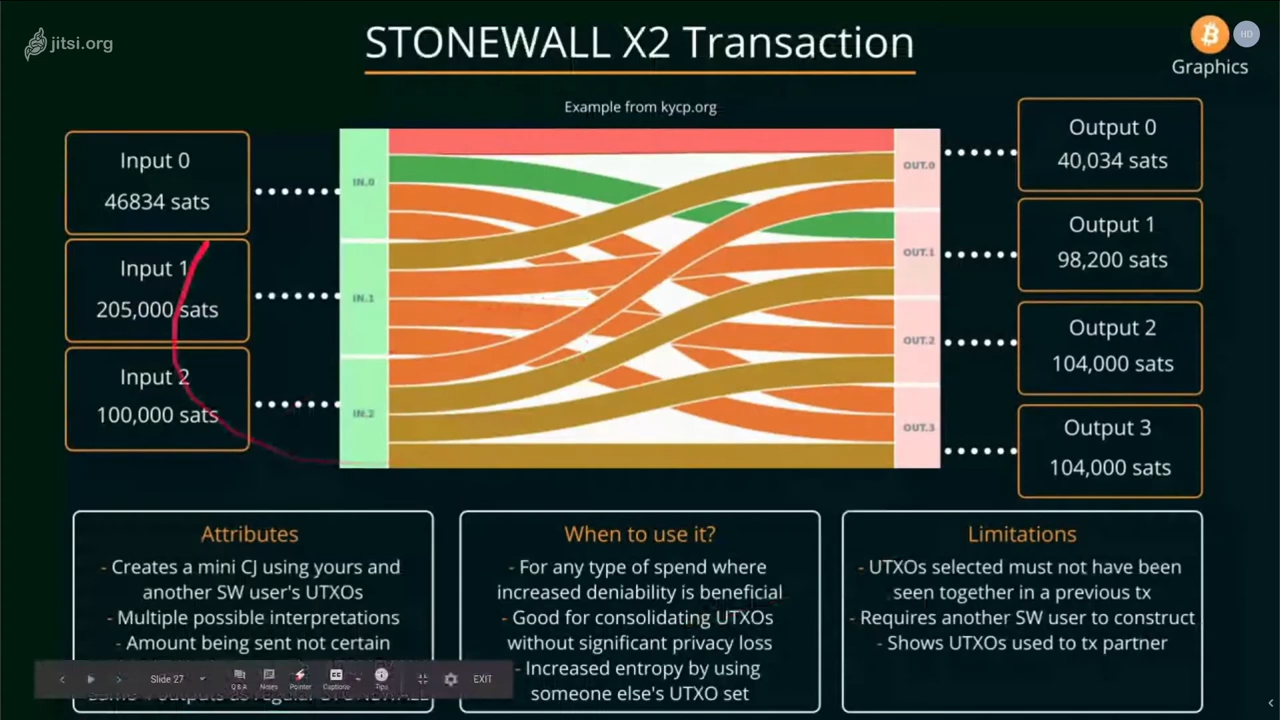 jitsi.org
STONEWALL X2 Transaction
HD
Graphics
Example from kycp.org
Input 0
46834 sats
Input 1
205,000 sats
Input 2
100,000 sats
IN.0
IN.1
IN.2
OUT.0
OUT.1
OUT.2
OUT.3
Output 0
40,034 sats
Output 1
98,200 sats
Output 2
104,000 sats
Output 3
104,000 sats
Attributes
- Creates a mini CJ using yours and
another SW user's UTXOs
- Multiple possible interpretations
- Amount being sent not certain
outputs as regular STONEWALL
When to use it?
- For any type of spend where
increased deniability is beneficial
- Good for consolidating UTXOs
without significant privacy loss
- Increased entropy by using
someone else's UTXO set
Limitations
- UTXOs selected must not have been
seen together in a previous tx
- Requires another SW user to construct
- Shows UTXOs used to tx partner
Slide 27
Q&A
Notes
Pointer
Captions
Tips
EXIT